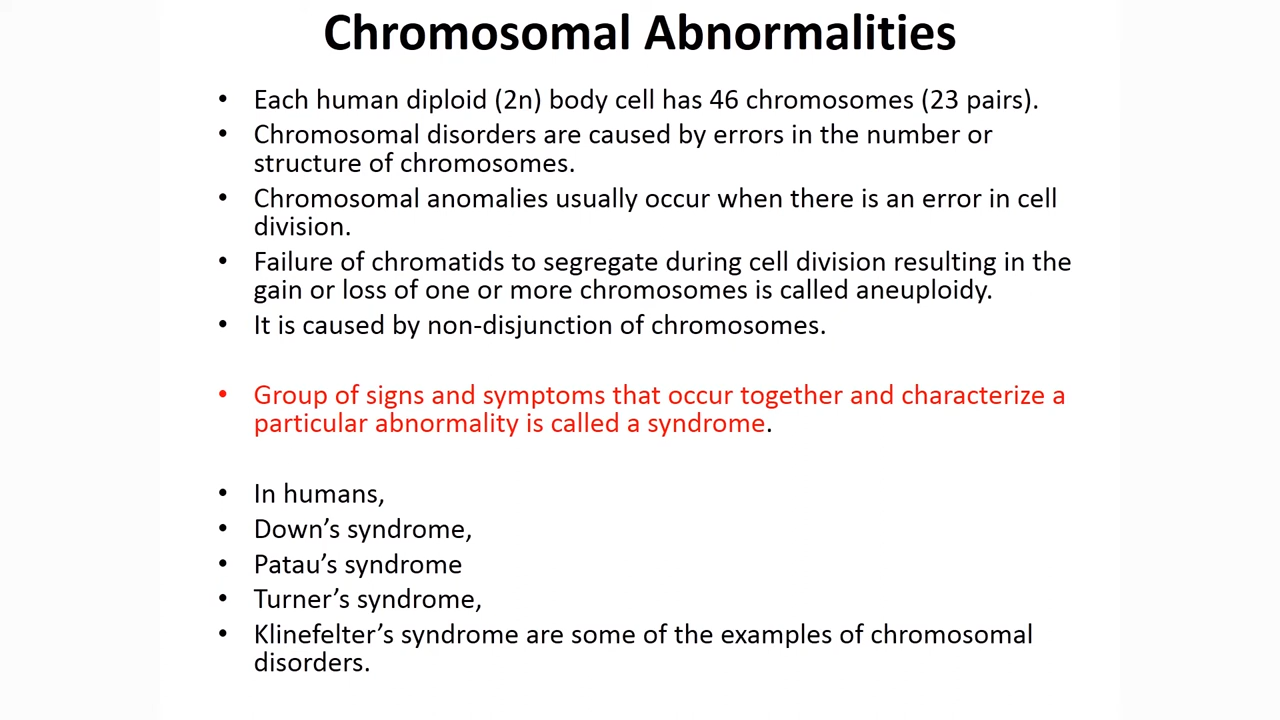 Chromosomal Abnormalities
• Each human diploid (2n) body cell has 46 chromosomes (23 pairs).
• Chromosomal disorders are caused by errors in the number or
structure of chromosomes.
• Chromosomal anomalies usually occur when there is an error in cell
division.
• Failure of chromatids to segregate during cell division resulting in the
gain or loss of one or more chromosomes is called aneuploidy.
• It is caused by non-disjunction of chromosomes.
• Group of signs and symptoms that occur together and characterize a
particular abnormality is called a syndrome.
• In humans,
• Down’s syndrome,
• Patau’s syndrome
• Turner’s syndrome,
• Klinefelter’s syndrome are some of the examples of chromosomal
disorders.